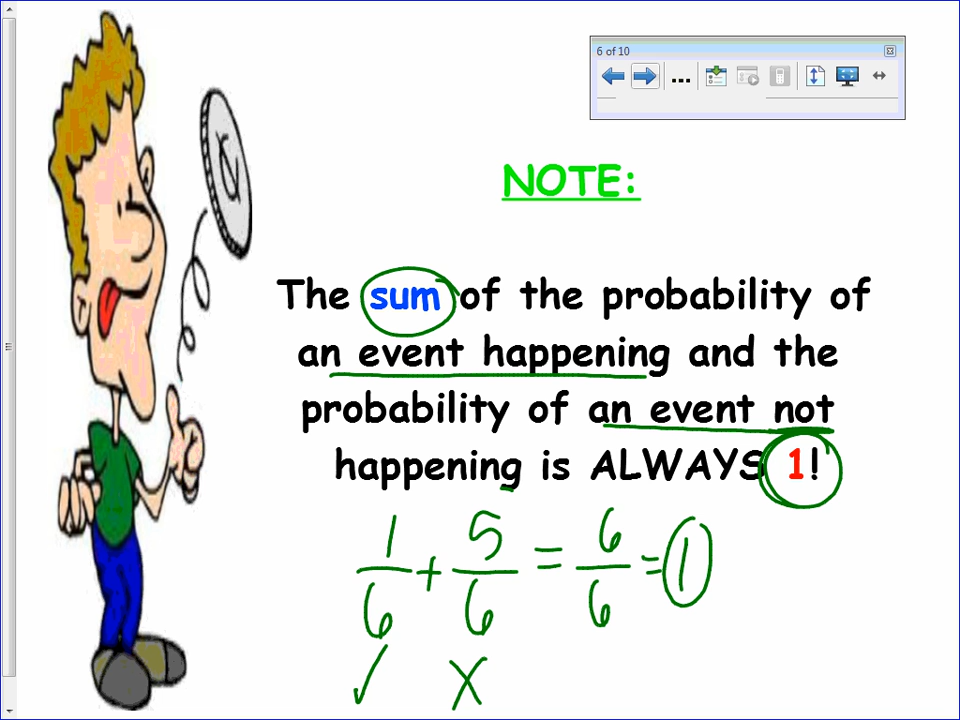 6 of 10
NOTE:
The sum of the probability of
an event happening and the
probability of an event not
happening is ALWAYS 1!
1/6 + 5/6 = 6/6 = 1
✓ X